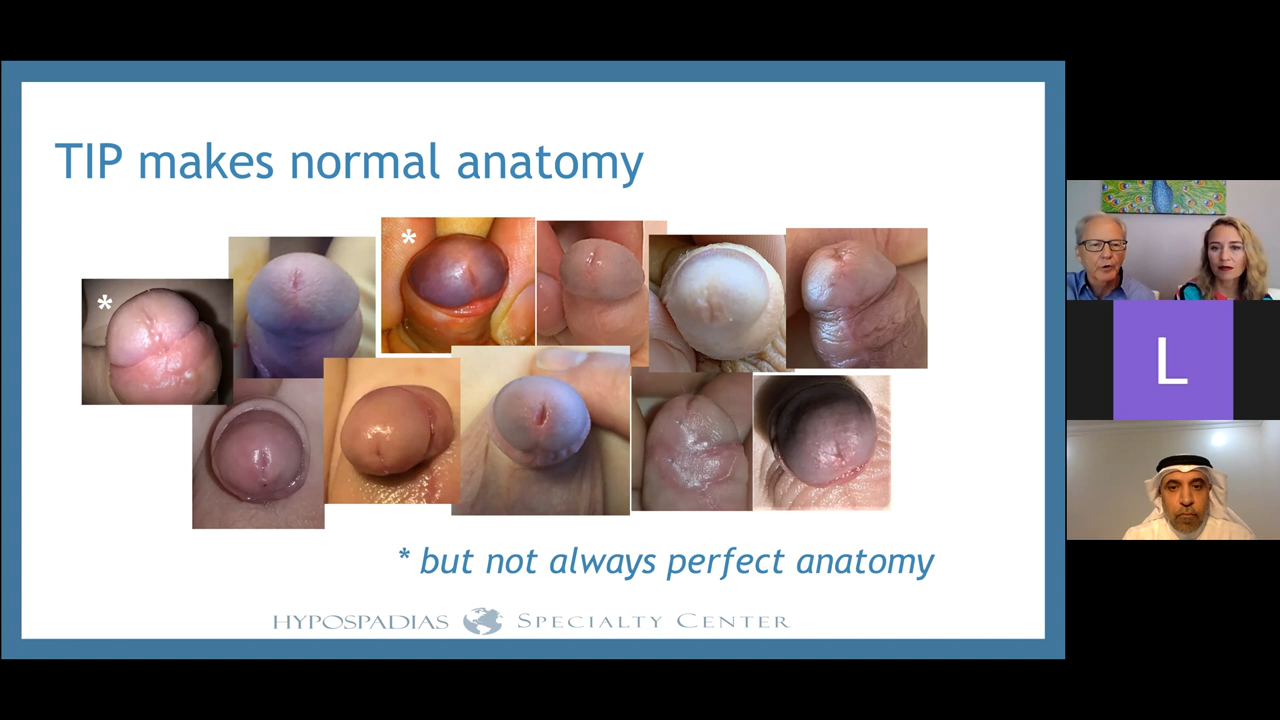 TIP makes normal anatomy
*
*
* but not always perfect anatomy
HYPOSPADIAS SPECIALTY CENTER
L